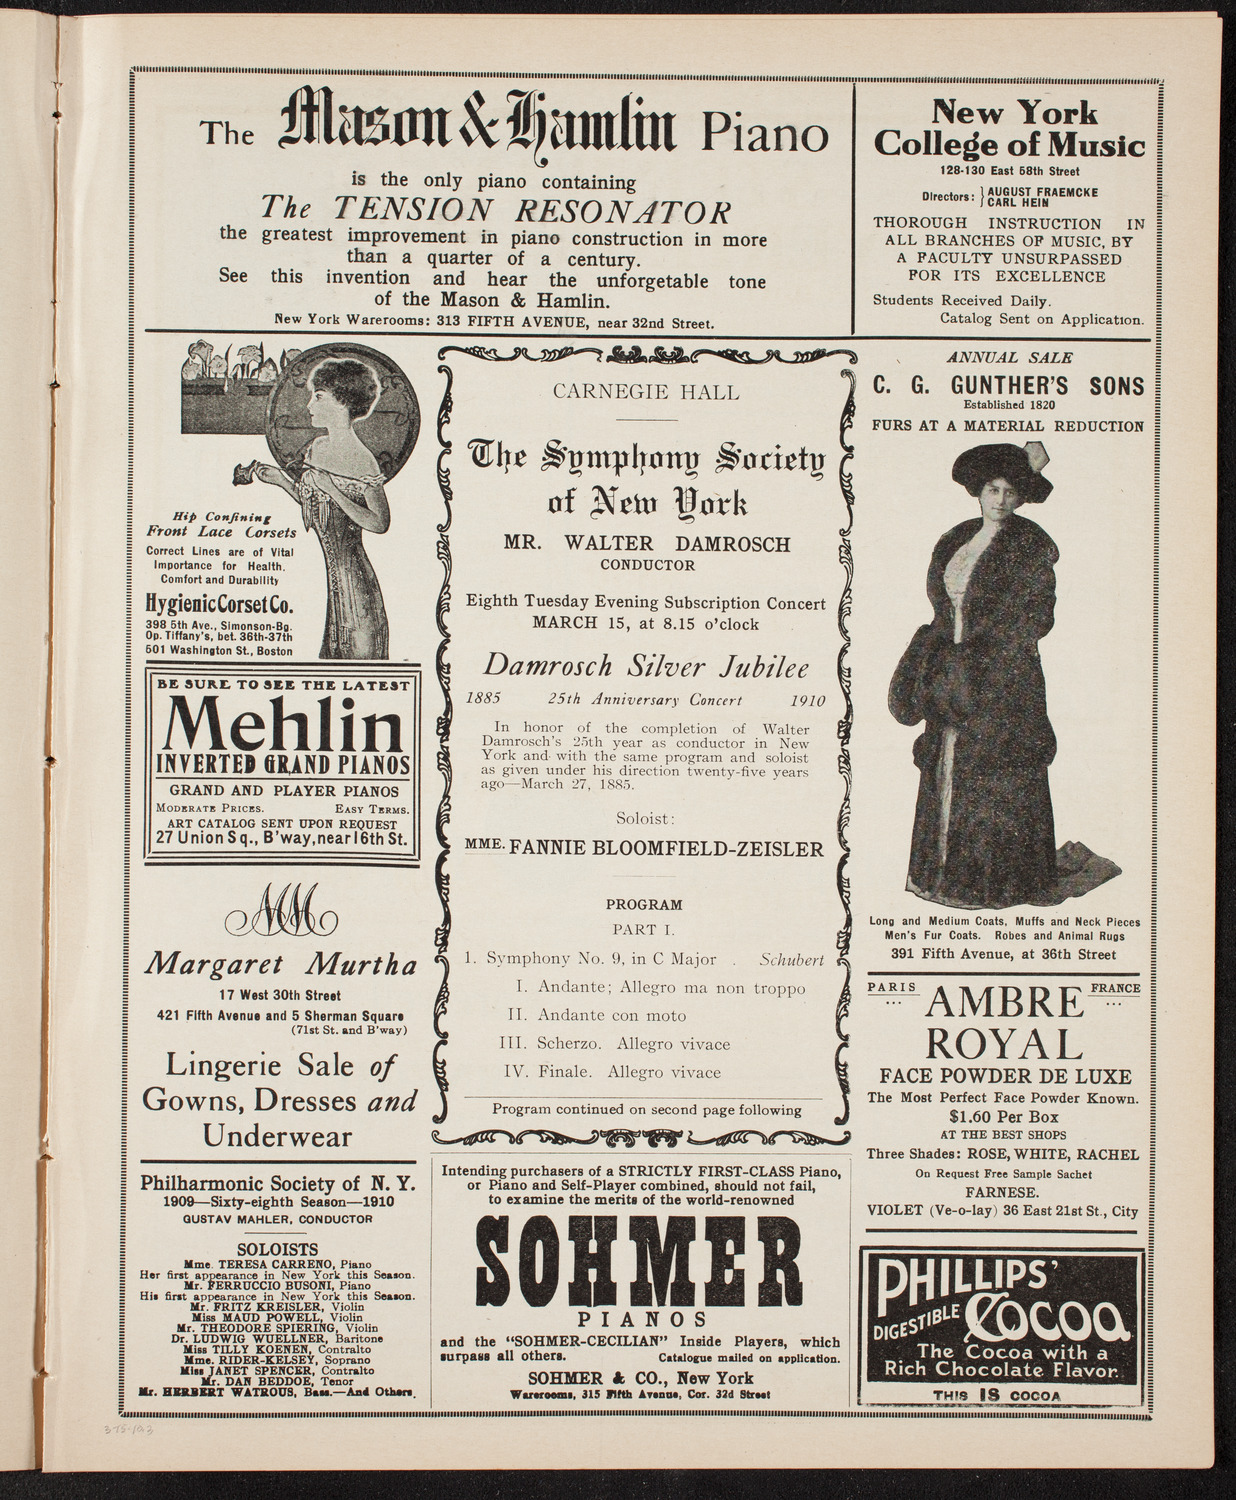 The Mason & Hamlin Piano
is the only piano containing
The TENSION RESONATOR
the greatest improvement in piano construction in more
than a quarter of a century.
See this invention and hear the unforgetable tone
of the Mason & Hamlin.
New York Warerooms: 313 FIFTH AVENUE, near 32nd Street.
New York
College of Music
128-130 East 58th Street
Directors: } AUGUST FRAEMCKE
CARL HEIN
THOROUGH INSTRUCTION IN
ALL BRANCHES OF MUSIC, BY
A FACULTY UNSURPASSED
FOR ITS EXCELLENCE
Students Received Daily.
Catalog Sent on Application.
Hip Confining
Front Lace Corsets
Correct Lines are of Vital
Importance for Health.
Comfort and Durability
Hygienic Corset Co.
398 5th Ave., Simonson-Bg.
Op. Tiffany's, bet. 36th-37th
501 Washington St., Boston
BE SURE TO SEE THE LATEST
Mehlin
INVERTED GRAND PIANOS
GRAND AND PLAYER PIANOS
MODERATE PRICES. EASY TERMS.
ART CATALOG SENT UPON REQUEST
27 Union Sq., B'way, near 16th St.
MM
Margaret Murtha
17 West 30th Street
421 Fifth Avenue and 5 Sherman Square
(71st St. and B'way)
Lingerie Sale of
Gowns, Dresses and
Underwear
Philharmonic Society of N. Y.
1909—Sixty-eighth Season—1910
GUSTAV MAHLER, CONDUCTOR
SOLOISTS
Mme. TERESA CARRENO, Piano
Her first appearance in New York this Season.
Mr. FERRUCCIO BUSONI, Piano
His first appearance in New York this Season.
Mr. FRITZ KREISLER, Violin
Miss MAUD POWELL, Violin
Mr. THEODORE SPIERING, Violin
Dr. LUDWIG WUELLNER, Baritone
Miss TILLY KOENEN, Contralto
Mme. RIDER-KELSEY, Soprano
Miss JANET SPENCER, Contralto
Mr. DAN BEDDOE, Tenor
Mr. HERBERT WATROUS, Bass.—And Others.
CARNEGIE HALL
The Symphony Society
of New York
MR. WALTER DAMROSCH
CONDUCTOR
Eighth Tuesday Evening Subscription Concert
MARCH 15, at 8.15 o'clock
Damrosch Silver Jubilee
1885 25th Anniversary Concert 1910
In honor of the completion of Walter
Damrosch's 25th year as conductor in New
York and with the same program and soloist
as given under his direction twenty-five years
ago—March 27, 1885.
Soloist:
MME. FANNIE BLOOMFIELD-ZEISLER
PROGRAM
PART I.
1. Symphony No. 9, in C Major . Schubert
I. Andante; Allegro ma non troppo
II. Andante con moto
III. Scherzo. Allegro vivace
IV. Finale. Allegro vivace
Program continued on second page following
Intending purchasers of a STRICTLY FIRST-CLASS Piano,
or Piano and Self-Player combined, should not fail,
to examine the merits of the world-renowned
SOHMER
PIANOS
and the "SOHMER-CECILIAN" Inside Players, which
surpass all others. Catalogue mailed on application.
SOHMER & CO., New York
Warerooms, 315 Fifth Avenue, Cor. 32d Street
ANNUAL SALE
C. G. GUNTHER'S SONS
Established 1820
FURS AT A MATERIAL REDUCTION
Long and Medium Coats, Muffs and Neck Pieces
Men's Fur Coats. Robes and Animal Rugs
391 Fifth Avenue, at 36th Street
PARIS ... AMBRE FRANCE ...
ROYAL
FACE POWDER DE LUXE
The Most Perfect Face Powder Known.
$1.60 Per Box
AT THE BEST SHOPS
Three Shades: ROSE, WHITE, RACHEL
On Request Free Sample Sachet
FARNESE.
VIOLET (Ve-o-lay) 36 East 21st St., City
PHILLIPS'
DIGESTIBLE COCOA
The Cocoa with a
Rich Chocolate Flavor.
THIS IS COCOA